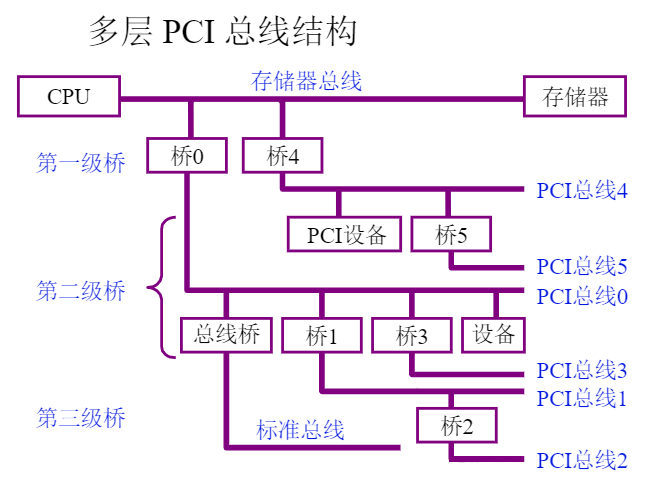 多层 PCI 总线结构
存储器总线
CPU
存储器
第一级桥
桥0
桥4
PCI总线4
PCI设备
桥5
PCI总线5
第二级桥
PCI总线0
总线桥
桥1
桥3
设备
PCI总线3
PCI总线1
第三级桥
标准总线
桥2
PCI总线2